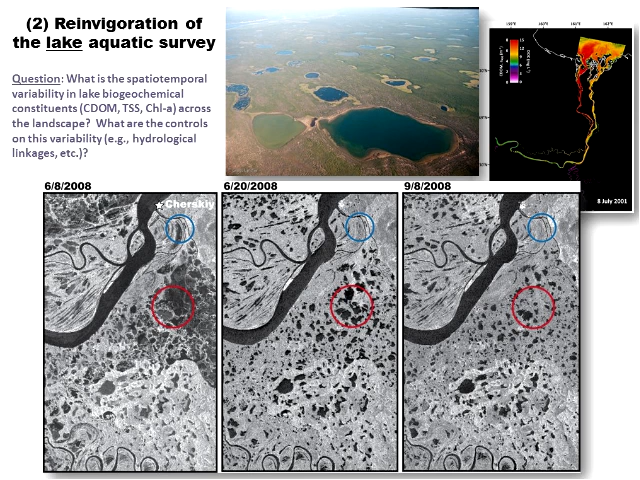 (2) Reinvigoration of
the lake aquatic survey
Question: What is the spatiotemporal
variability in lake biogeochemical
constituents (CDOM, TSS, Chl-a) across
the landscape?  What are the controls
on this variability (e.g., hydrological
linkages, etc.)?
8 July 2001
6/8/2008
6/20/2008
9/8/2008
Cherskiy